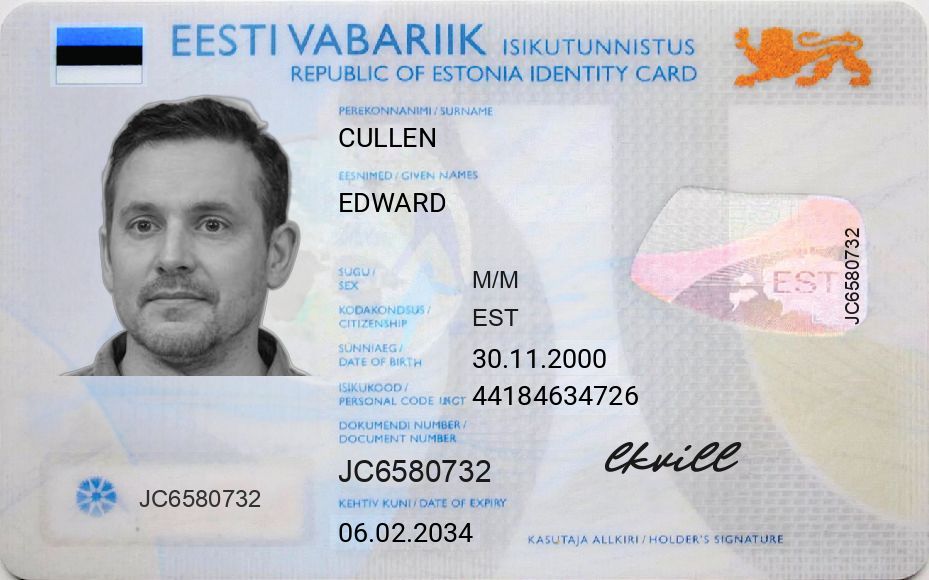 EESTI VABARIIK ISIKUTUNNISTUS
REPUBLIC OF ESTONIA IDENTITY CARD
PEREKONNANIMI / SURNAME
CULLEN
EESNIMED / GIVEN NAMES
EDWARD
SUGU / SEX
M/M
KODAKONDSUS / CITIZENSHIP
EST
SÜNNIAEG / DATE OF BIRTH
30.11.2000
ISIKUKOOD / PERSONAL CODE
44184634726
DOKUMENDI NUMBER / DOCUMENT NUMBER
JC6580732
KEHTIV KUNI / DATE OF EXPIRY
06.02.2034
KASUTAJA ALLKIRI / HOLDER'S SIGNATURE
JC6580732
EST
JC6580732